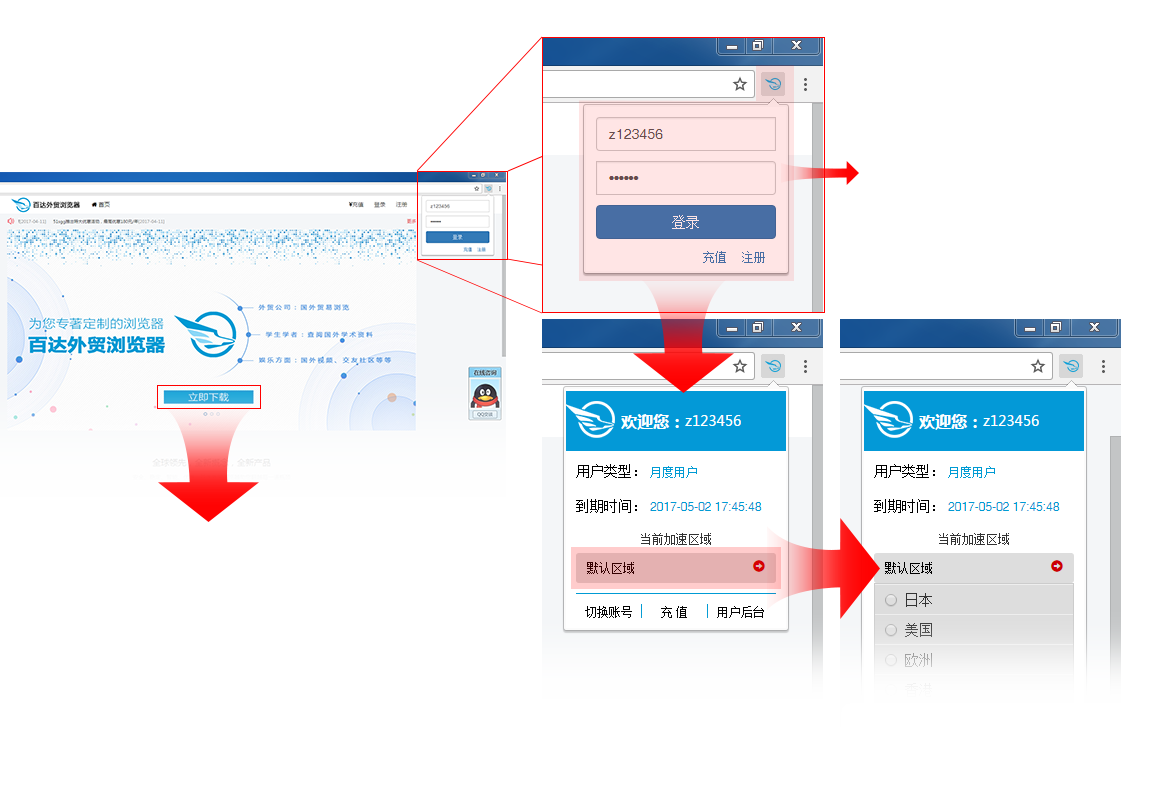 百达外贸浏览器
首页
¥充值 登录 注册
更多
为您专著定制的浏览器
百达外贸浏览器
外贸公司：国外贸易浏览
学生学者：查阅国外学术资料
娱乐方面：国外视频、交友社区等等
立即下载
在线咨询
QQ交谈
z123456
登录
充值 注册
z123456
••••••
登录
充值 注册
欢迎您：z123456
用户类型： 月度用户
到期时间： 2017-05-02 17:45:48
当前加速区域
默认区域
切换账号 充 值 用户后台
欢迎您：z123456
用户类型： 月度用户
到期时间： 2017-05-02 17:45:48
当前加速区域
默认区域
日本
美国
欧洲